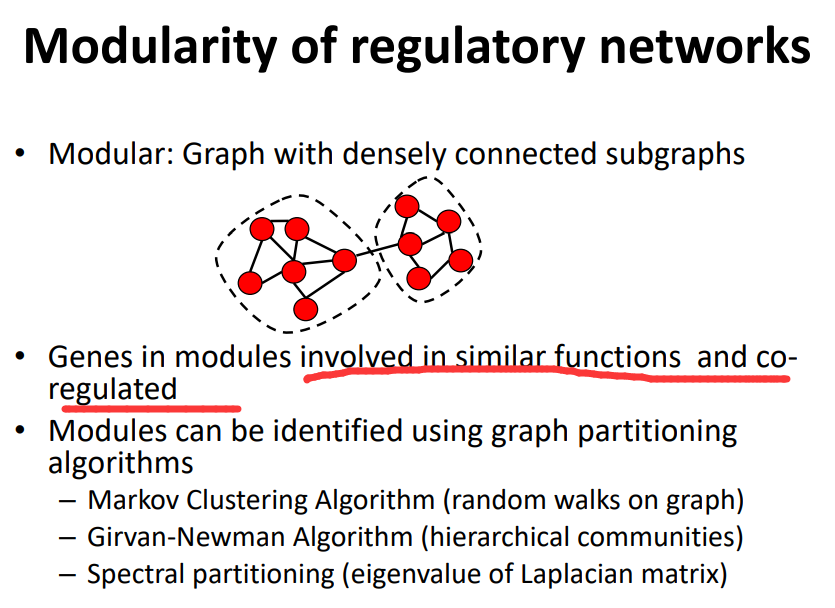 Modularity of regulatory networks
• Modular: Graph with densely connected subgraphs
• Genes in modules involved in similar functions and co-
regulated
• Modules can be identified using graph partitioning
algorithms
– Markov Clustering Algorithm (random walks on graph)
– Girvan-Newman Algorithm (hierarchical communities)
– Spectral partitioning (eigenvalue of Laplacian matrix)